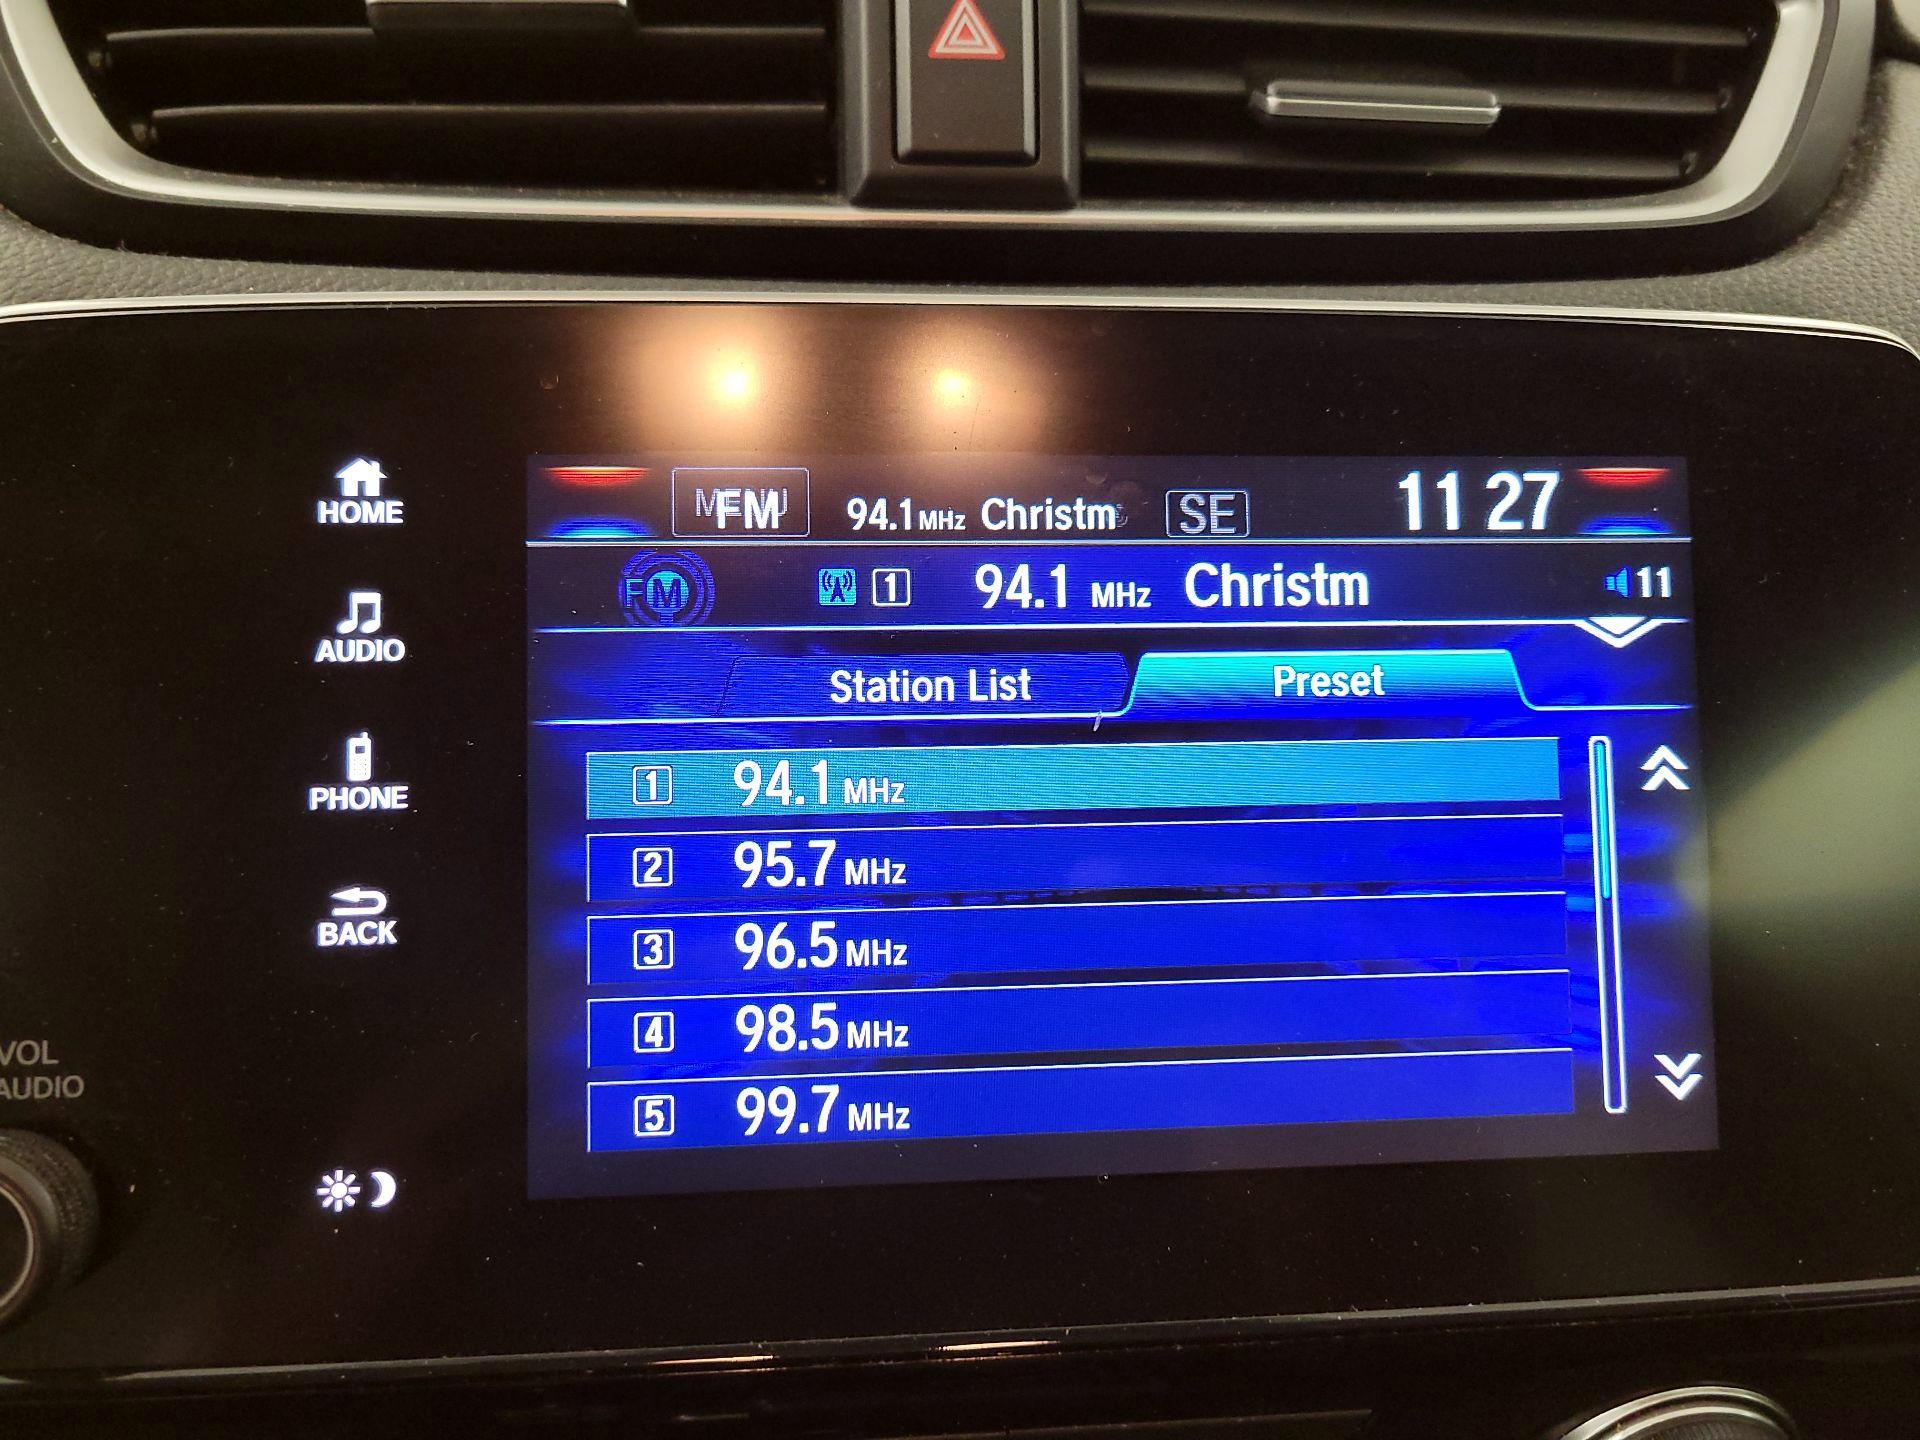 MENU FM 94.1MHz Christm SE 11 27
FM 1 94.1 MHz Christm 11
Station List Preset
1 94.1 MHz
2 95.7 MHz
3 96.5 MHz
4 98.5 MHz
5 99.7 MHz
HOME
AUDIO
PHONE
BACK
VOL
AUDIO